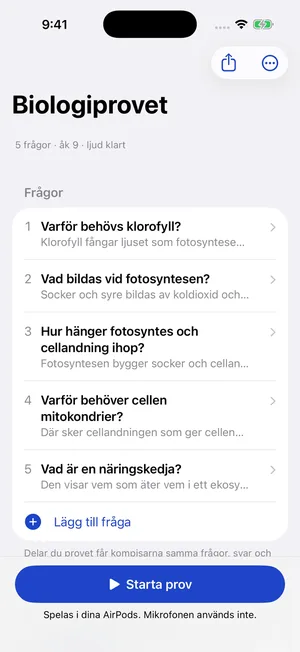 9:41
Biologiprovet
5 frågor · åk 9 · ljud klart
Frågor
1 Varför behövs klorofyll?
Klorofyll fångar ljuset som fotosyntese...
2 Vad bildas vid fotosyntesen?
Socker och syre bildas av koldioxid och...
3 Hur hänger fotosyntes och
cellandning ihop?
Fotosyntesen bygger socker och cellan...
4 Varför behöver cellen
mitokondrier?
Där sker cellandningen som ger cellen...
5 Vad är en näringskedja?
Den visar vem som äter vem i ett ekosy...
Lägg till fråga
Delar du provet får kompisarna samma frågor, svar och
Starta prov
Spelas i dina AirPods. Mikrofonen används inte.